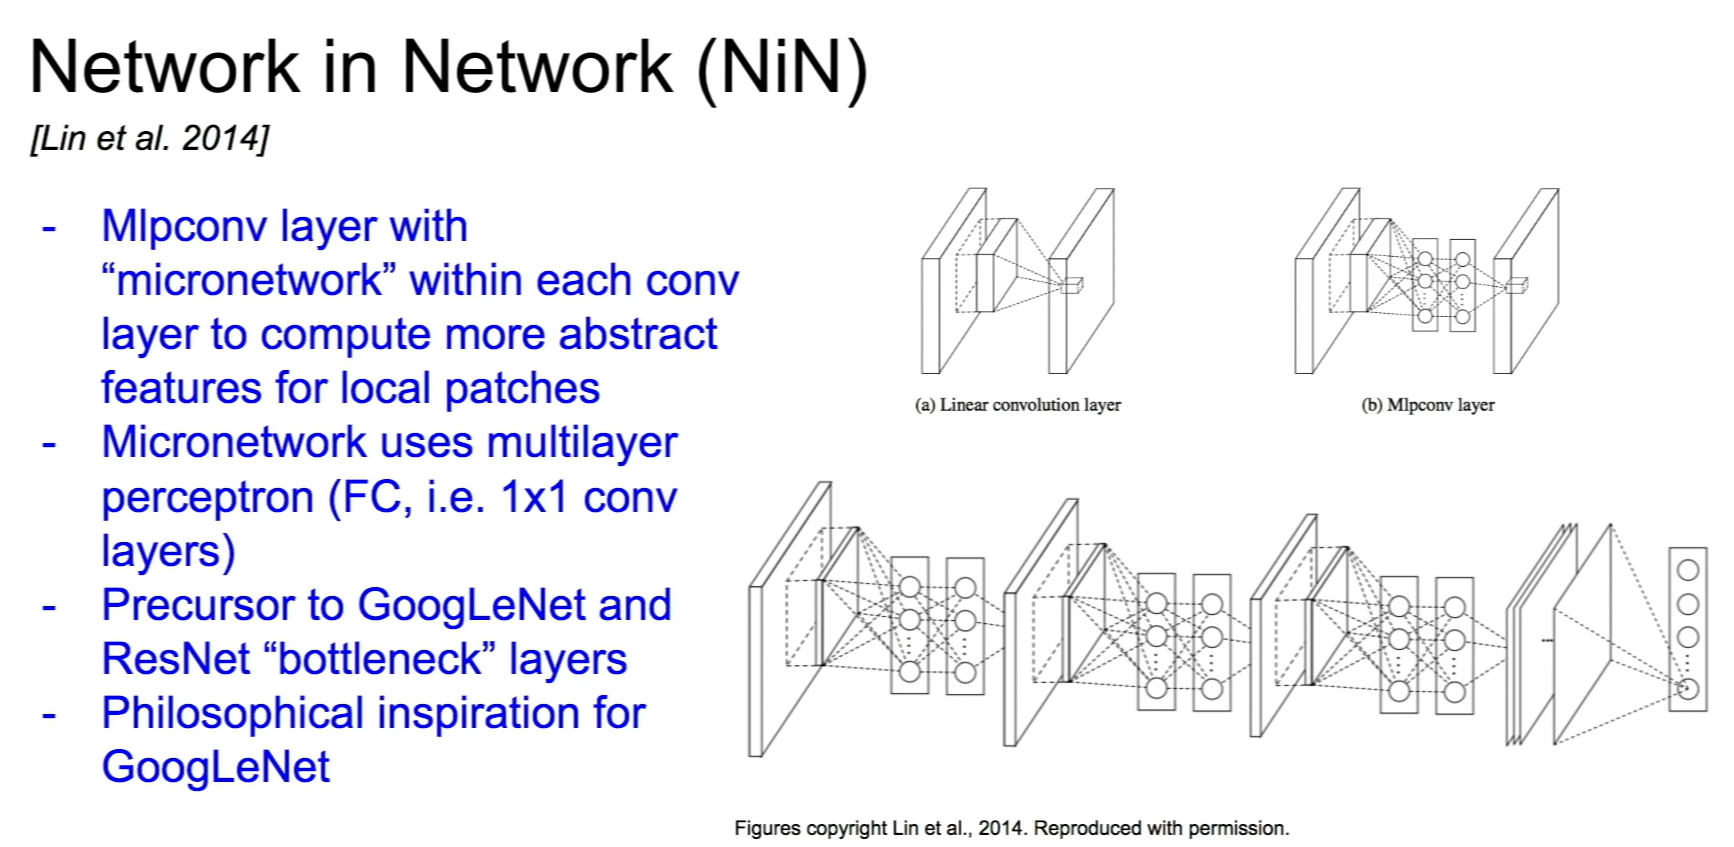 Network in Network (NiN)
[Lin et al. 2014]
- Mlpconv layer with
“micronetwork” within each conv
layer to compute more abstract
features for local patches
- Micronetwork uses multilayer
perceptron (FC, i.e. 1x1 conv
layers)
- Precursor to GoogLeNet and
ResNet “bottleneck” layers
- Philosophical inspiration for
GoogLeNet
(a) Linear convolution layer
(b) Mlpconv layer
Figures copyright Lin et al., 2014. Reproduced with permission.